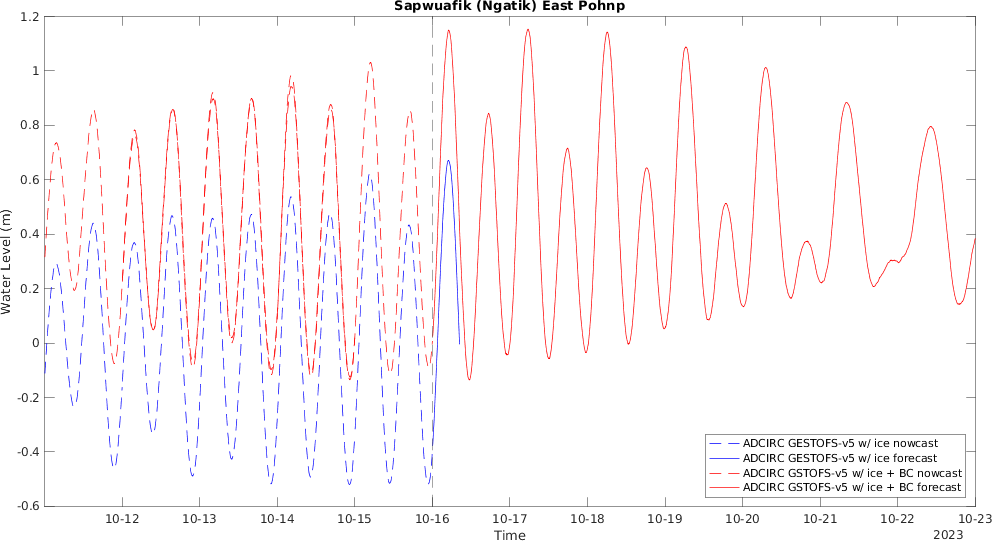 Sapwuafik (Ngatik) East Pohnp
1.2
1
0.8
0.6
0.4
0.2
0
-0.2
-0.4
-0.6
Water Level (m)
ADCIRC GESTOFS-v5 w/ ice nowcast
ADCIRC GESTOFS-v5 w/ ice forecast
ADCIRC GSTOFS-v5 w/ ice + BC nowcast
ADCIRC GSTOFS-v5 w/ ice + BC forecast
10-12 10-13 10-14 10-15 10-16 10-17 10-18 10-19 10-20 10-21 10-22 10-23
Time
2023